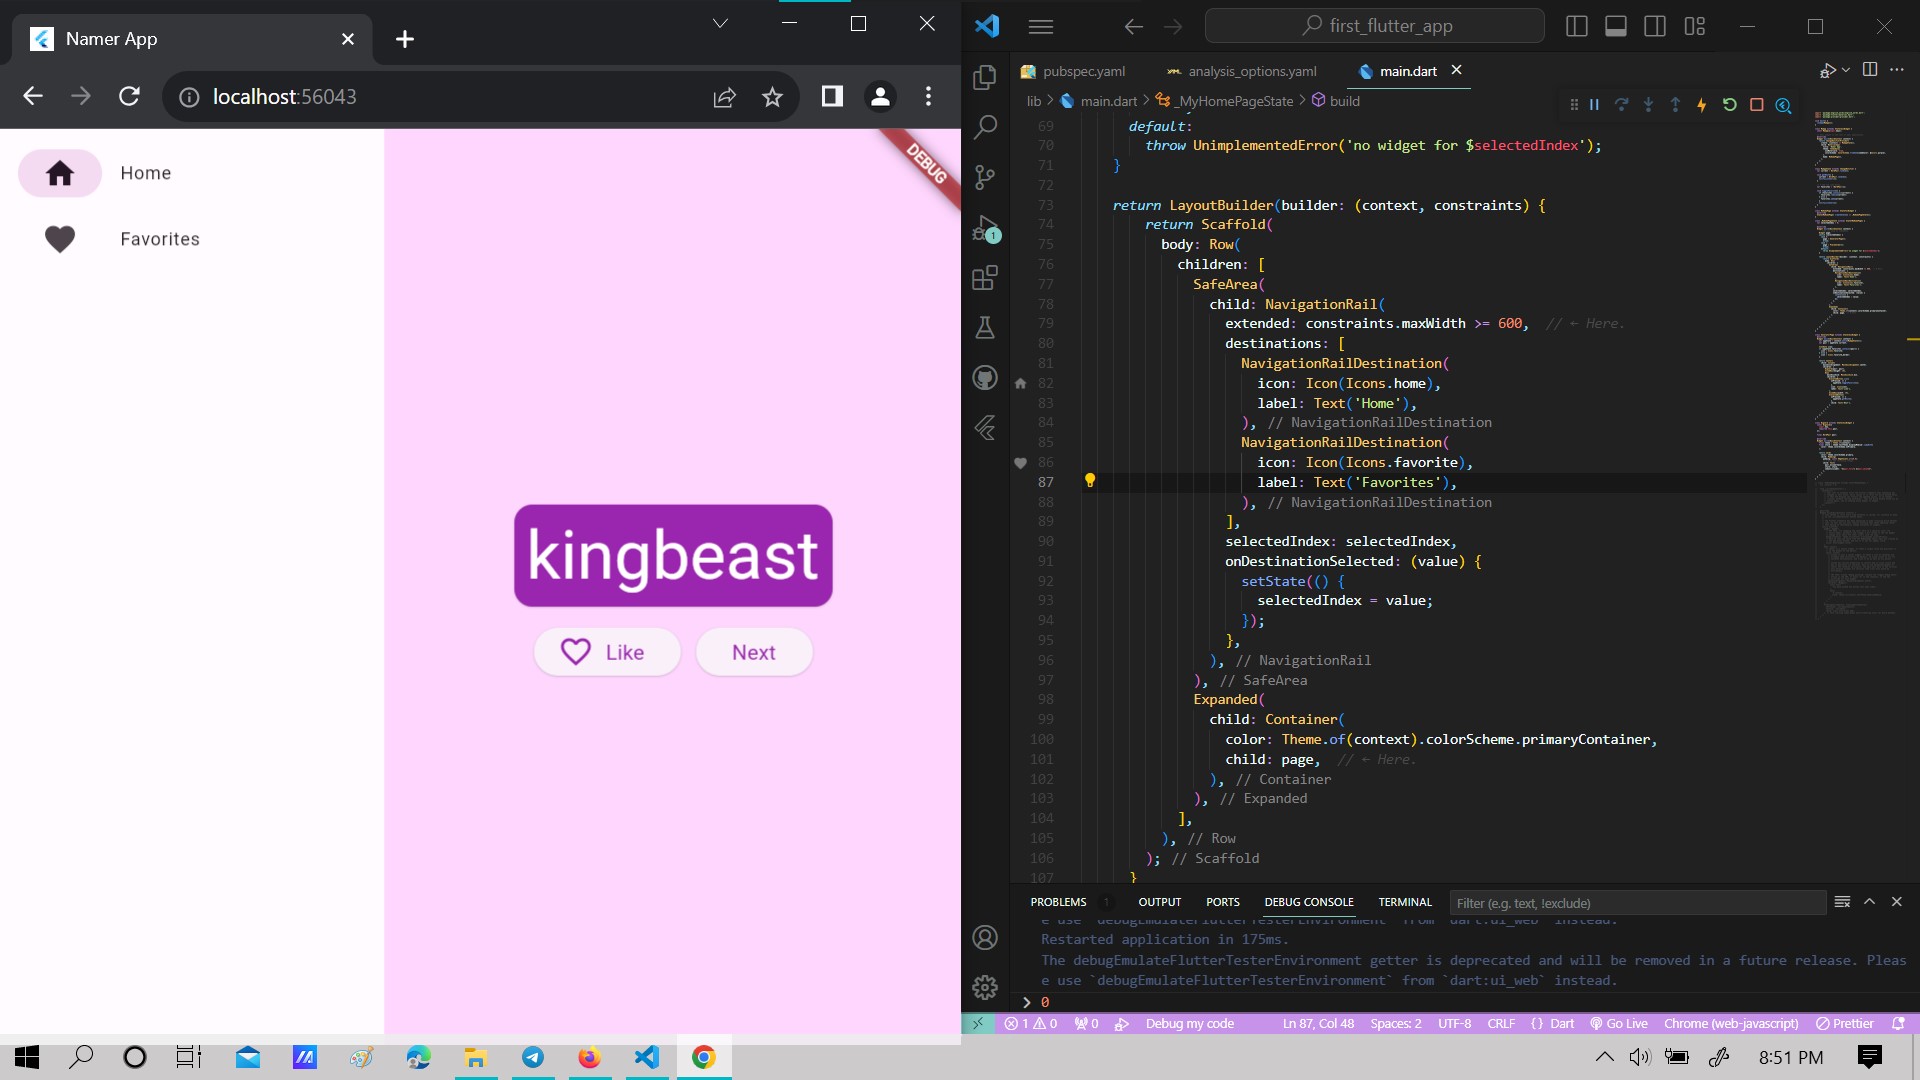 Namer App
localhost:56043
DEBUG
Home
Favorites
kingbeast
Like
Next
first_flutter_app
pubspec.yaml
analysis_options.yaml
main.dart
lib > main.dart > _MyHomePageState > build
69 default:
70 throw UnimplementedError('no widget for $selectedIndex');
71 }
72
73 return LayoutBuilder(builder: (context, constraints) {
74 return Scaffold(
75 body: Row(
76 children: [
77 SafeArea(
78 child: NavigationRail(
79 extended: constraints.maxWidth >= 600, // ← Here.
80 destinations: [
81 NavigationRailDestination(
82 icon: Icon(Icons.home),
83 label: Text('Home'),
84 ), // NavigationRailDestination
85 NavigationRailDestination(
86 icon: Icon(Icons.favorite),
87 label: Text('Favorites'),
88 ), // NavigationRailDestination
89 ],
90 selectedIndex: selectedIndex,
91 onDestinationSelected: (value) {
92 setState(() {
93 selectedIndex = value;
94 });
95 },
96 ), // NavigationRail
97 ), // SafeArea
98 Expanded(
99 child: Container(
100 color: Theme.of(context).colorScheme.primaryContainer,
101 child: page, // ← Here.
102 ), // Container
103 ), // Expanded
104 ],
105 ), // Row
106 ); // Scaffold
107 }
1
PROBLEMS 1 OUTPUT PORTS DEBUG CONSOLE TERMINAL Filter (e.g. text, !exclude)
e use `debugEmulateFlutterTesterEnvironment` from `dart:ui_web` instead.
Restarted application in 175ms.
The debugEmulateFlutterTesterEnvironment getter is deprecated and will be removed in a future release. Pleas
e use `debugEmulateFlutterTesterEnvironment` from `dart:ui_web` instead.
> 0
1 0 0 Debug my code Ln 87, Col 48 Spaces: 2 UTF-8 CRLF {} Dart Go Live Chrome (web-javascript) Prettier
8:51 PM